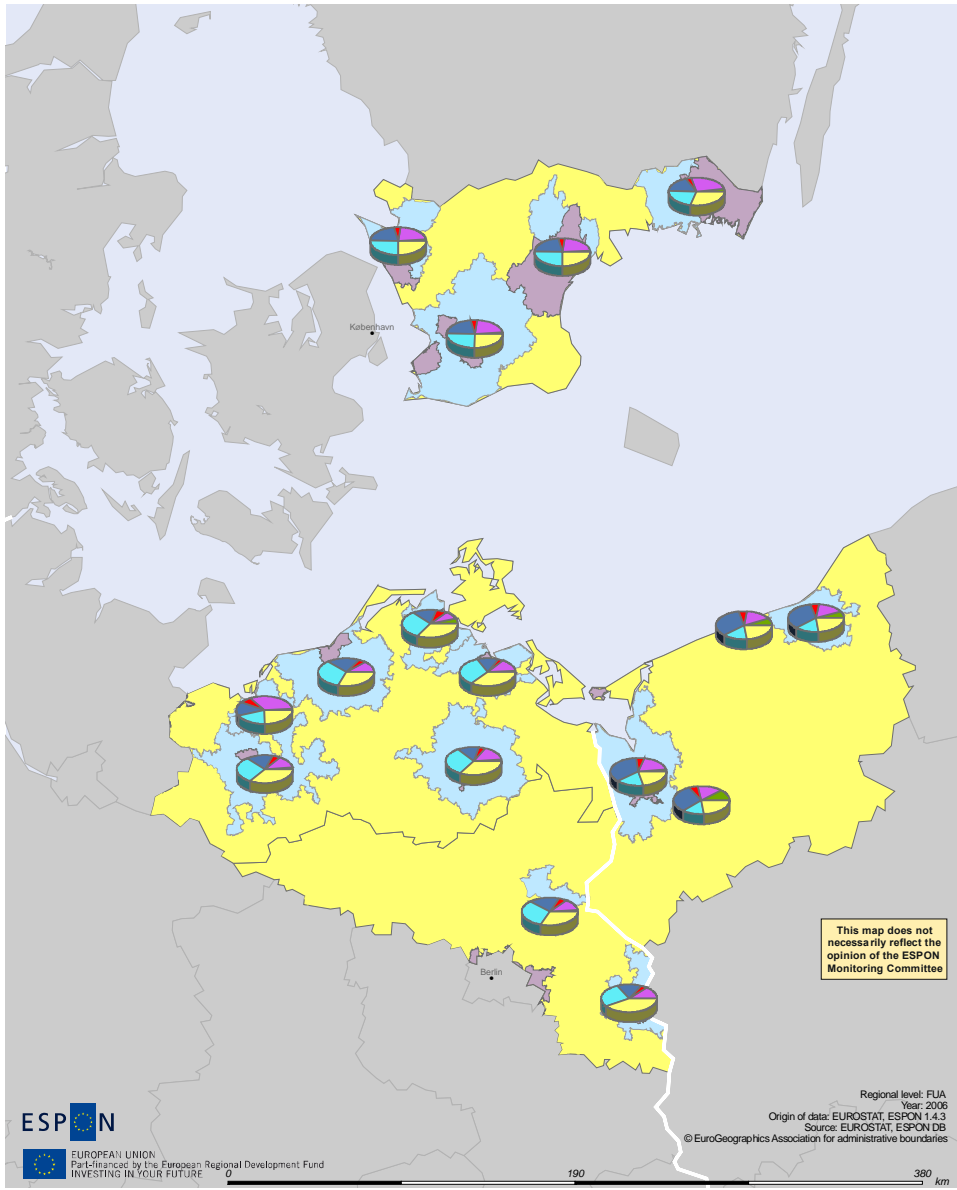 København
Berlin
This map does not
necessarily reflect the
opinion of the ESPON
Monitoring Committee
Regional level: FUA
Year: 2006
Origin of data: EUROSTAT, ESPON 1.4.3
Source: EUROSTAT, ESPON DB
© EuroGeographics Association for administrative boundaries
ESPON
EUROPEAN UNION
Part-financed by the European Regional Development Fund
INVESTING IN YOUR FUTURE
0 190 380
km